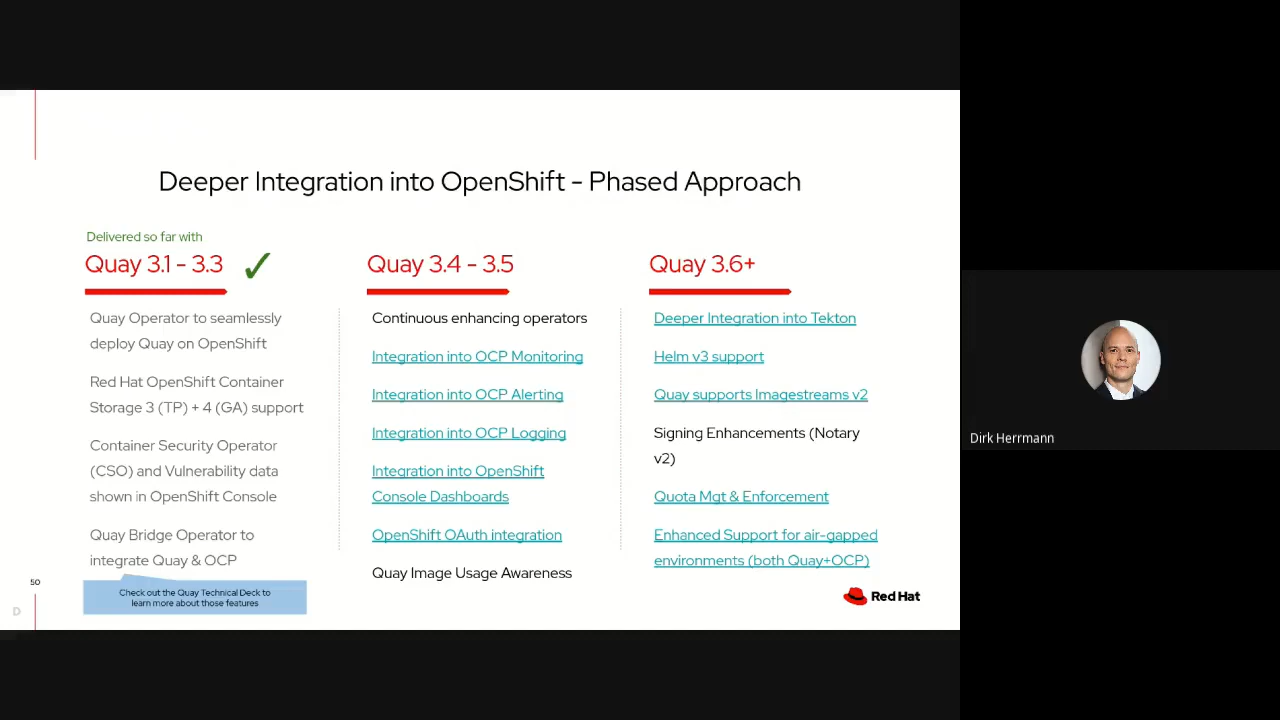 Deeper Integration into OpenShift - Phased Approach
Delivered so far with
Quay 3.1 - 3.3 ✓
Quay Operator to seamlessly
deploy Quay on OpenShift
Red Hat OpenShift Container
Storage 3 (TP) + 4 (GA) support
Container Security Operator
(CSO) and Vulnerability data
shown in OpenShift Console
Quay Bridge Operator to
integrate Quay & OCP
Check out the Quay Technical Deck to
learn more about those features
Quay 3.4 - 3.5
Continuous enhancing operators
Integration into OCP Monitoring
Integration into OCP Alerting
Integration into OCP Logging
Integration into OpenShift
Console Dashboards
OpenShift OAuth integration
Quay Image Usage Awareness
Quay 3.6+
Deeper Integration into Tekton
Helm v3 support
Quay supports Imagestreams v2
Signing Enhancements (Notary
v2)
Quota Mgt & Enforcement
Enhanced Support for air-gapped
environments (both Quay+OCP)
50
D
Red Hat
Dirk Herrmann